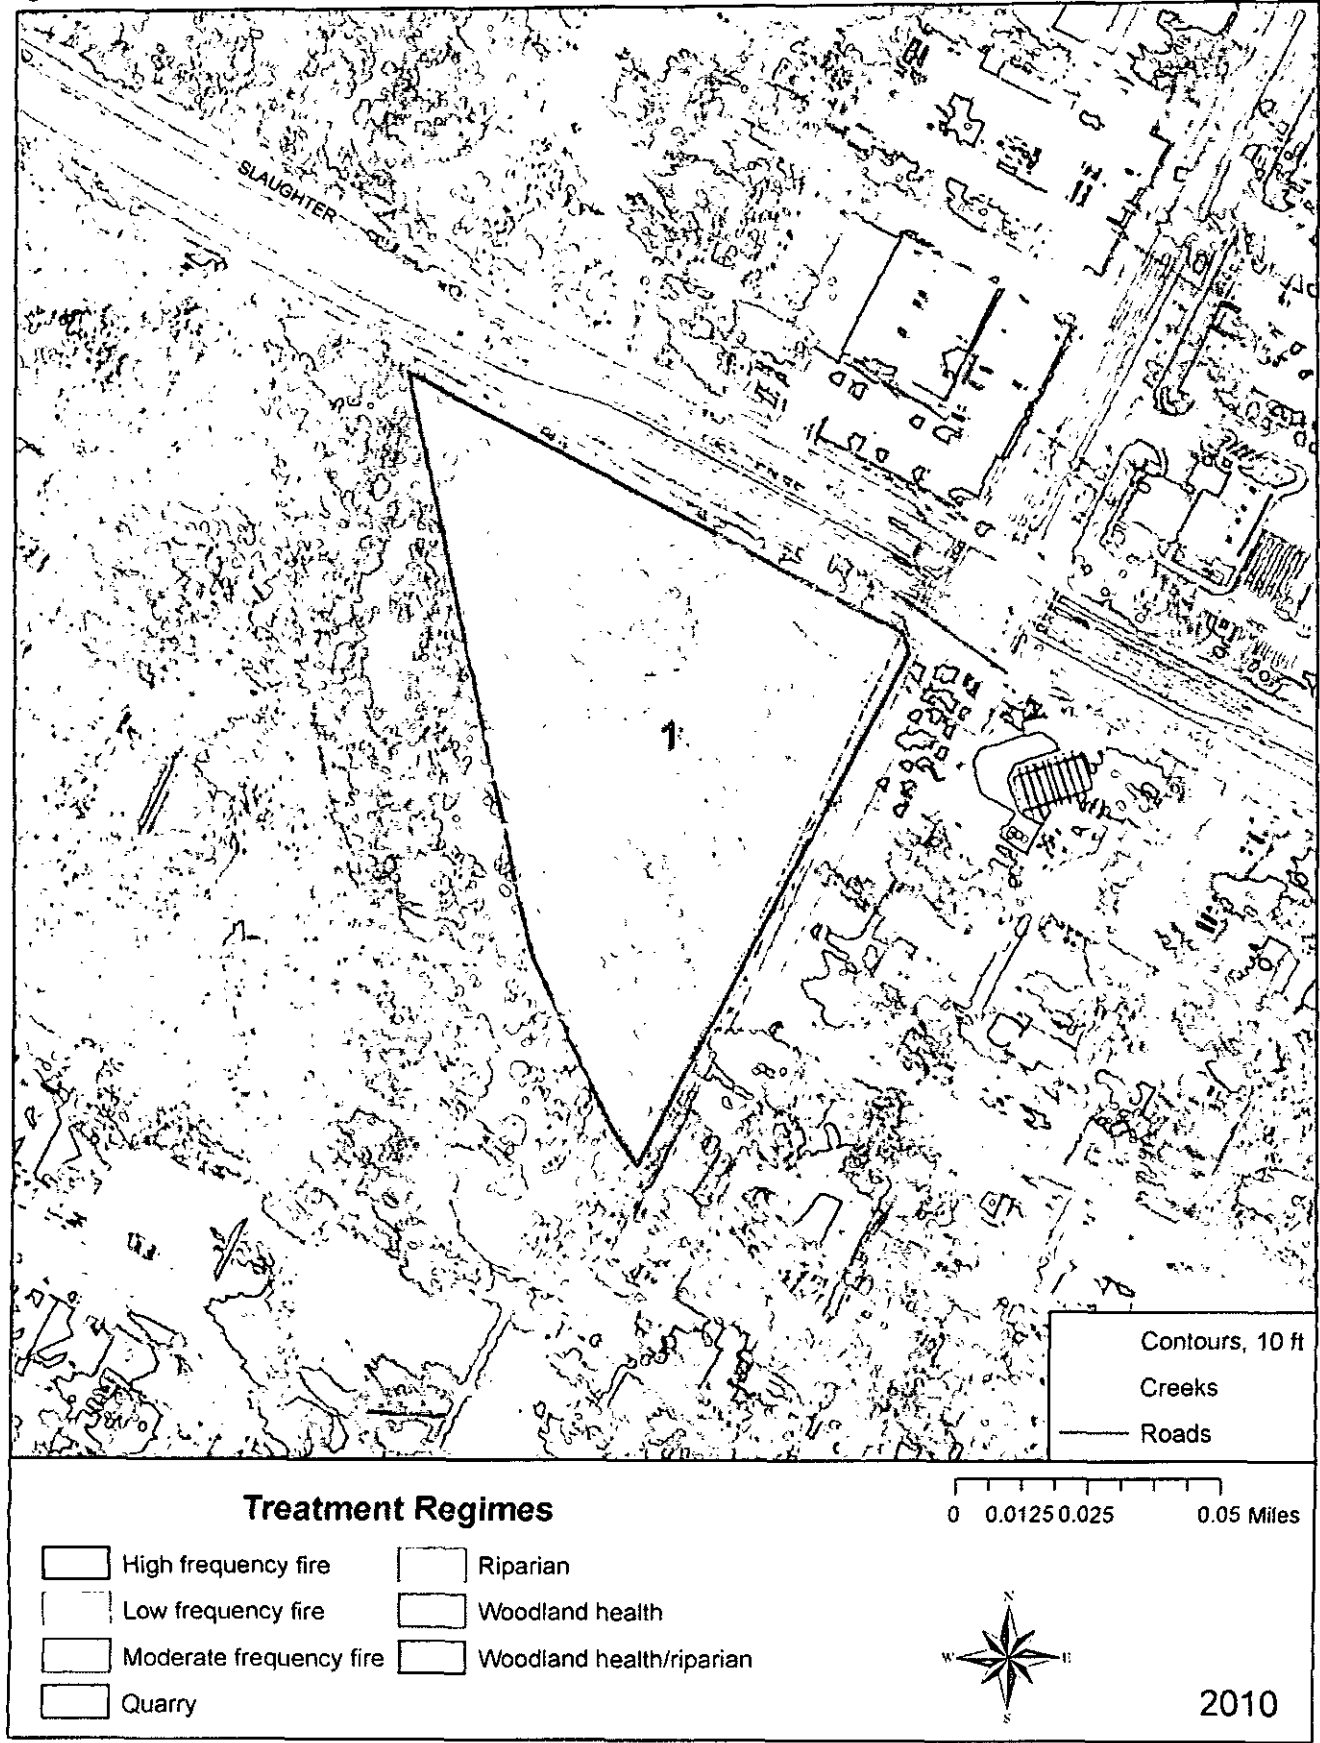 SLAUGHTER
1
Contours, 10 ft
Creeks
Roads
Treatment Regimes
High frequency fire
Low frequency fire
Moderate frequency fire
Quarry
Riparian
Woodland health
Woodland health/riparian
0 0.0125 0.025 0.05 Miles
N
W E
S
2010